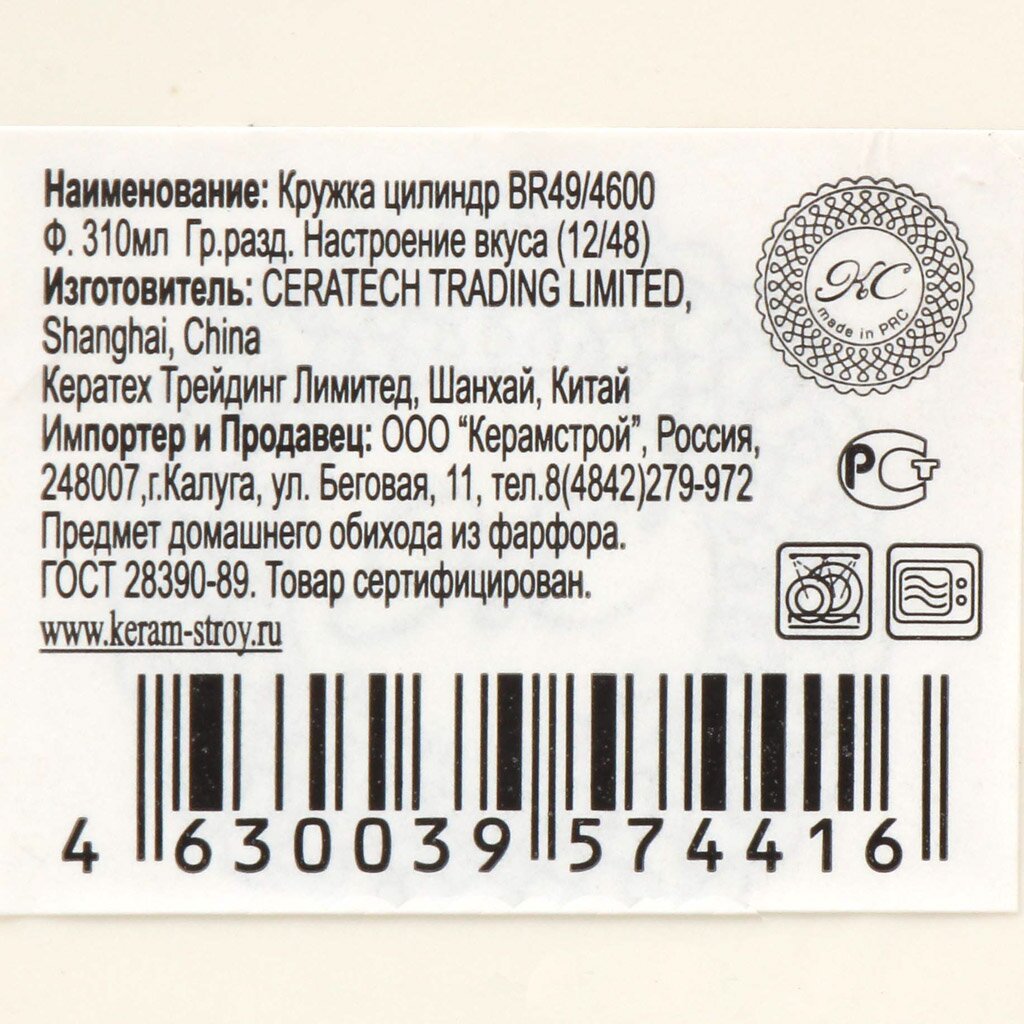 Наименование: Кружка цилиндр BR49/4600
Ф. 310мл Гр.разд. Настроение вкуса (12/48)
Изготовитель: CERATECH TRADING LIMITED,
Shanghai, China
Кератех Трейдинг Лимитед, Шанхай, Китай
Импортер и Продавец: ООО “Керамстрой”, Россия,
248007,г.Калуга, ул. Беговая, 11, тел.8(4842)279-972
Предмет домашнего обихода из фарфора.
ГОСТ 28390-89. Товар сертифицирован.
www.keram-stroy.ru
КС
made in PRC
РСТ
4 630039 574416